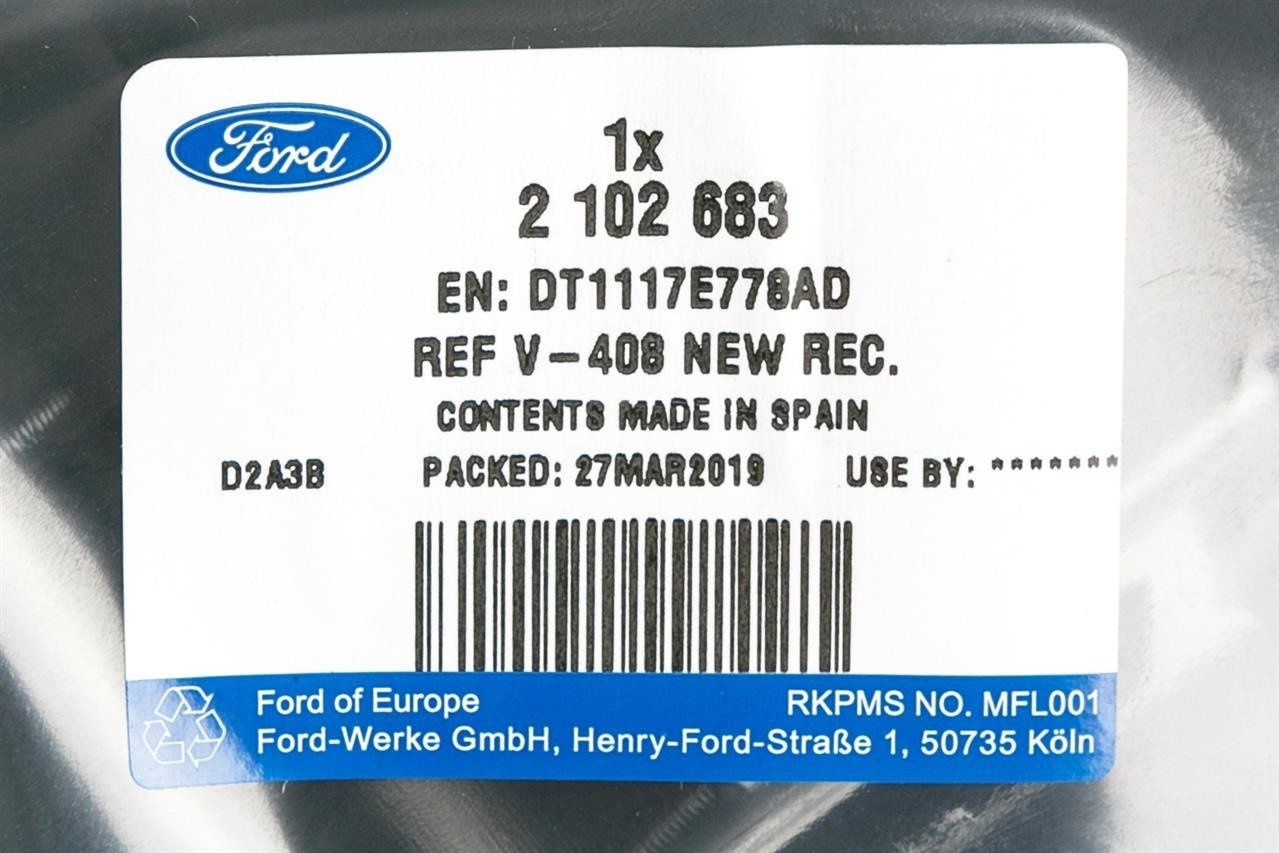 Ford
1x
2 102 683
EN: DT1117E778AD
REF V-408 NEW REC.
CONTENTS MADE IN SPAIN
D2A3B PACKED: 27MAR2019 USE BY: *******
Ford of Europe RKPMS NO. MFL001
Ford-Werke GmbH, Henry-Ford-Straße 1, 50735 Köln